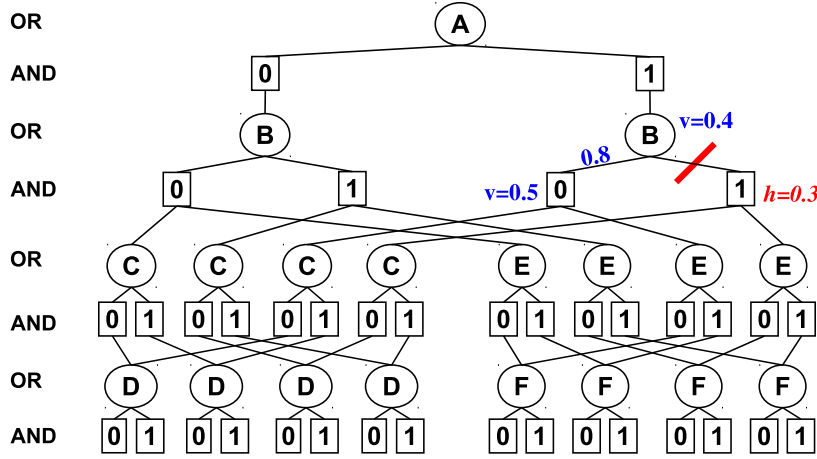 OR A
AND 0 1
OR B B v=0.4
0.8
AND 0 1 v=0.5 0 1 h=0.3
OR C C C C E E E E
AND 0 1 0 1 0 1 0 1 0 1 0 1 0 1 0 1
OR D D D D F F F F
AND 0 1 0 1 0 1 0 1 0 1 0 1 0 1 0 1